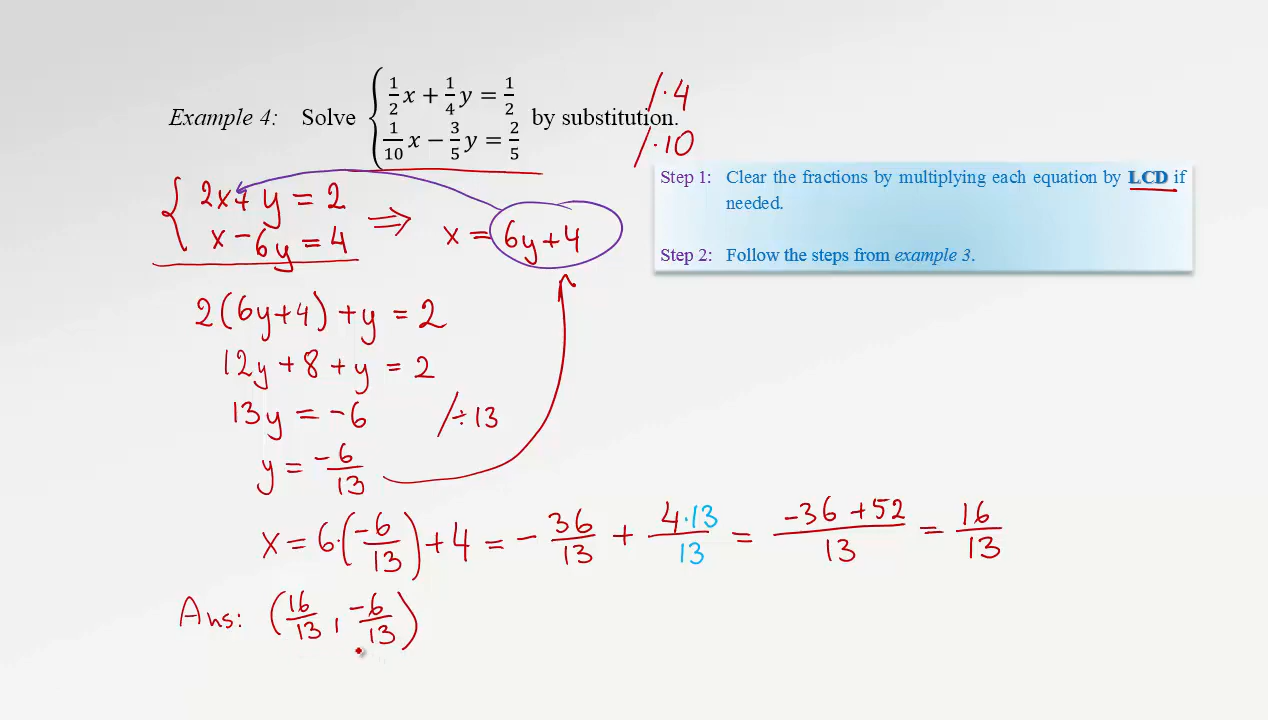 Example 4: Solve { 1/2 x + 1/4 y = 1/2 by substitution. /·4
1/10 x − 3/5 y = 2/5 /·10
Step 1: Clear the fractions by multiplying each equation by LCD if
needed.
Step 2: Follow the steps from example 3.
{ 2x + y = 2
x − 6y = 4 ⇒ x = 6y + 4
2(6y+4) + y = 2
12y + 8 + y = 2
13y = −6 /÷13
y = −6/13
x = 6·(−6/13) + 4 = − 36/13 + 4·13/13 = −36 + 52/13 = 16/13
Ans: (16/13, −6/13)